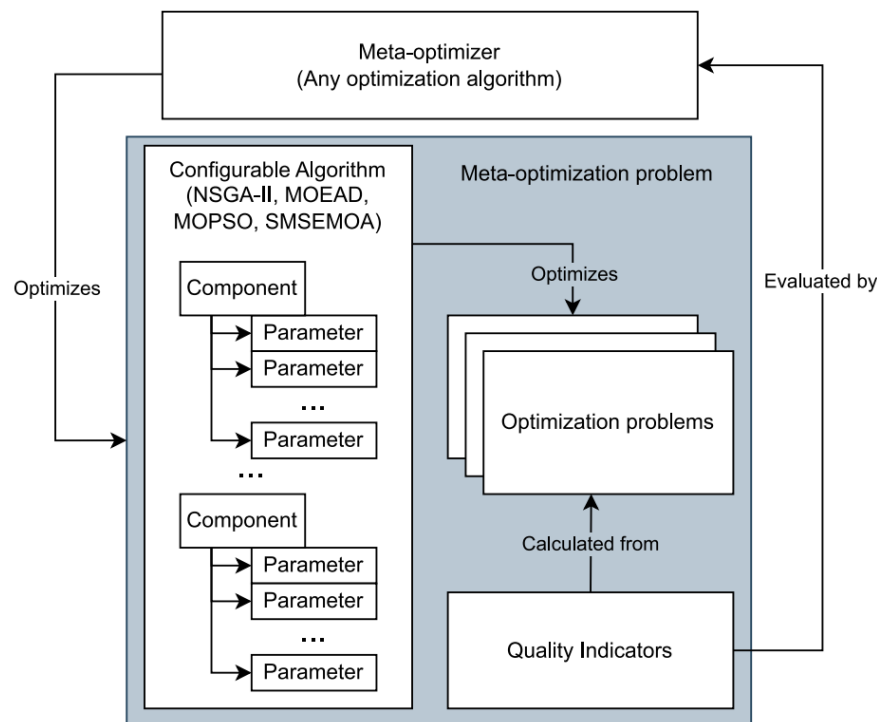 Meta-optimizer
(Any optimization algorithm)
Configurable Algorithm
(NSGA-II, MOEAD,
MOPSO, SMSEMOA)
Meta-optimization problem
Optimizes
Optimizes
Evaluated by
Component
Parameter
Parameter
...
Parameter
...
Optimization problems
Component
Parameter
Parameter
...
Parameter
Calculated from
Quality Indicators